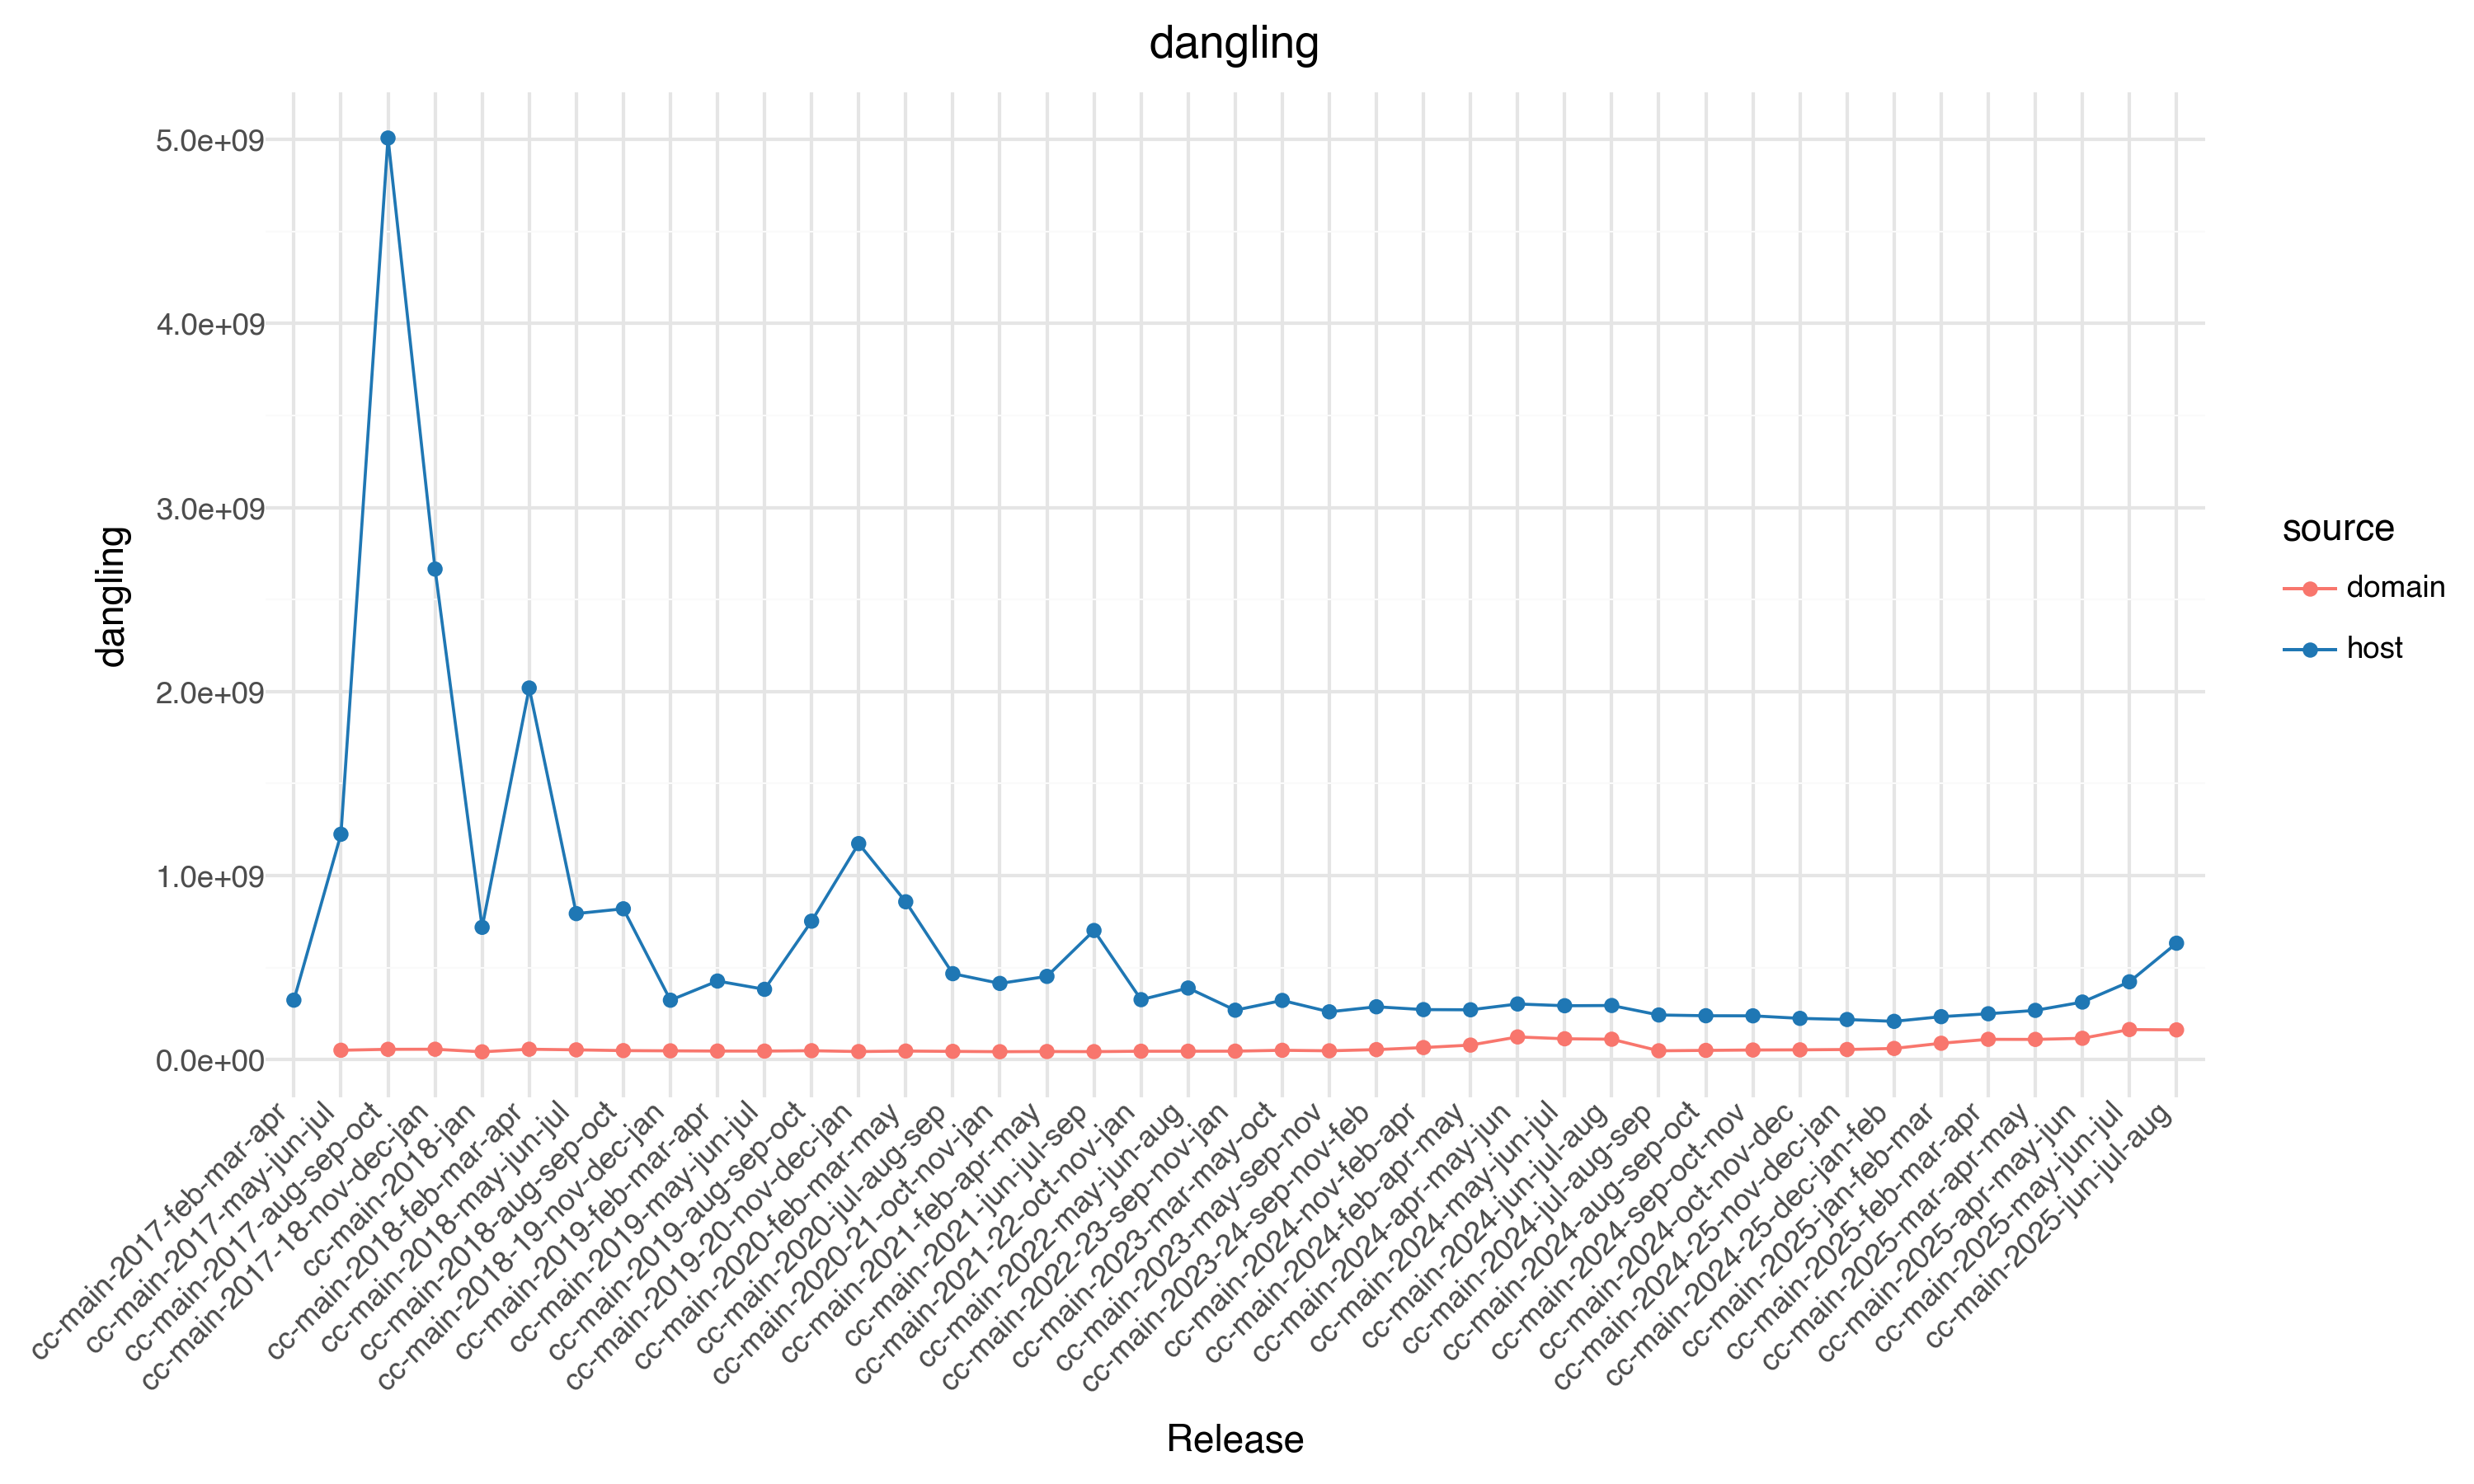 dangling
dangling
5.0e+09
4.0e+09
3.0e+09
2.0e+09
1.0e+09
0.0e+00
cc-main-2017-feb-mar-apr
cc-main-2017-may-jun-jul
cc-main-2017-aug-sep-oct
cc-main-2017-18-nov-dec-jan
cc-main-2018-jan
cc-main-2018-feb-mar-apr
cc-main-2018-may-jun-jul
cc-main-2018-aug-sep-oct
cc-main-2018-19-nov-dec-jan
cc-main-2019-feb-mar-apr
cc-main-2019-may-jun-jul
cc-main-2019-aug-sep-oct
cc-main-2019-20-nov-dec-jan
cc-main-2020-feb-mar-may
cc-main-2020-jul-aug-sep
cc-main-2020-21-oct-nov-jan
cc-main-2021-feb-apr-may
cc-main-2021-jun-jul-sep
cc-main-2021-22-oct-nov-jan
cc-main-2022-may-jun-aug
cc-main-2022-23-sep-nov-jan
cc-main-2023-mar-may-oct
cc-main-2023-may-sep-nov
cc-main-2023-24-sep-nov-feb
cc-main-2024-nov-feb-apr
cc-main-2024-feb-apr-may
cc-main-2024-apr-may-jun
cc-main-2024-may-jun-jul
cc-main-2024-jun-jul-aug
cc-main-2024-jul-aug-sep
cc-main-2024-aug-sep-oct
cc-main-2024-sep-oct-nov
cc-main-2024-oct-nov-dec
cc-main-2024-25-nov-dec-jan
cc-main-2024-25-dec-jan-feb
cc-main-2025-jan-feb-mar
cc-main-2025-feb-mar-apr
cc-main-2025-mar-apr-may
cc-main-2025-apr-may-jun
cc-main-2025-may-jun-jul
cc-main-2025-jun-jul-aug
Release
source
domain
host